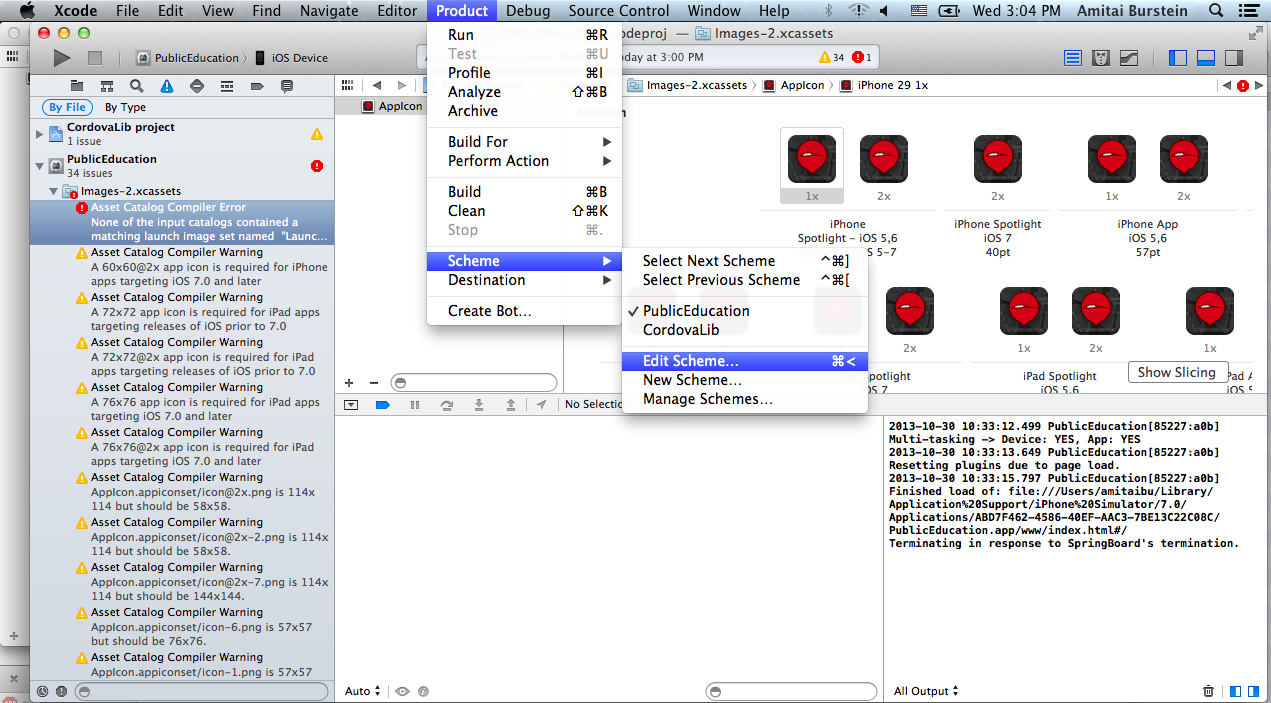 Xcode File Edit View Find Navigate Editor Product Debug Source Control Window Help Wed 3:04 PM Amitai Burstein
odeproj — Images-2.xcassets
PublicEducation iOS Device
oday at 3:00 PM 34 1
Run ⌘R
Test ⌘U
Profile ⌘I
Analyze ⇧⌘B
Archive
Build For
Perform Action
Build ⌘B
Clean ⇧⌘K
Stop ⌘.
Scheme
Destination
Create Bot...
Select Next Scheme ^⌘]
Select Previous Scheme ^⌘[
✓ PublicEducation
CordovaLib
Edit Scheme... ⌘<
New Scheme...
Manage Schemes...
By File By Type
CordovaLib project
1 issue
PublicEducation
34 issues
Images-2.xcassets
Asset Catalog Compiler Error
None of the input catalogs contained a
matching launch image set named "Launc...
Asset Catalog Compiler Warning
A 60x60@2x app icon is required for iPhone
apps targeting iOS 7.0 and later
Asset Catalog Compiler Warning
A 72x72 app icon is required for iPad apps
targeting releases of iOS prior to 7.0
Asset Catalog Compiler Warning
A 72x72@2x app icon is required for iPad
apps targeting releases of iOS prior to 7.0
Asset Catalog Compiler Warning
A 76x76 app icon is required for iPad apps
targeting iOS 7.0 and later
Asset Catalog Compiler Warning
A 76x76@2x app icon is required for iPad
apps targeting iOS 7.0 and later
Asset Catalog Compiler Warning
AppIcon.appiconset/icon@2x.png is 114x
114 but should be 58x58.
Asset Catalog Compiler Warning
AppIcon.appiconset/icon@2x-2.png is 114x
114 but should be 58x58.
Asset Catalog Compiler Warning
AppIcon.appiconset/icon@2x-7.png is 114x
114 but should be 144x144.
Asset Catalog Compiler Warning
AppIcon.appiconset/icon-6.png is 57x57
but should be 76x76.
Asset Catalog Compiler Warning
AppIcon.appiconset/icon-1.png is 57x57
AppIcon
Images-2.xcassets AppIcon iPhone 29 1x
1x 2x 2x 1x 2x
iPhone
Spotlight – iOS 5,6
5–7
iPhone Spotlight
iOS 7
40pt
iPhone App
iOS 5,6
57pt
2x 1x 2x 1x
potlight
S 7
iPad Spotlight
iOS 5,6
Show Slicing
No Selectio
2013-10-30 10:33:12.499 PublicEducation[85227:a0b]
Multi-tasking -> Device: YES, App: YES
2013-10-30 10:33:13.649 PublicEducation[85227:a0b]
Resetting plugins due to page load.
2013-10-30 10:33:15.797 PublicEducation[85227:a0b]
Finished load of: file:///Users/amitaibu/Library/
Application%20Support/iPhone%20Simulator/7.0/
Applications/ABD7F462-4586-40EF-AAC3-7BE13C22C08C/
PublicEducation.app/www/index.html#/
Terminating in response to SpringBoard's termination.
Auto
All Output